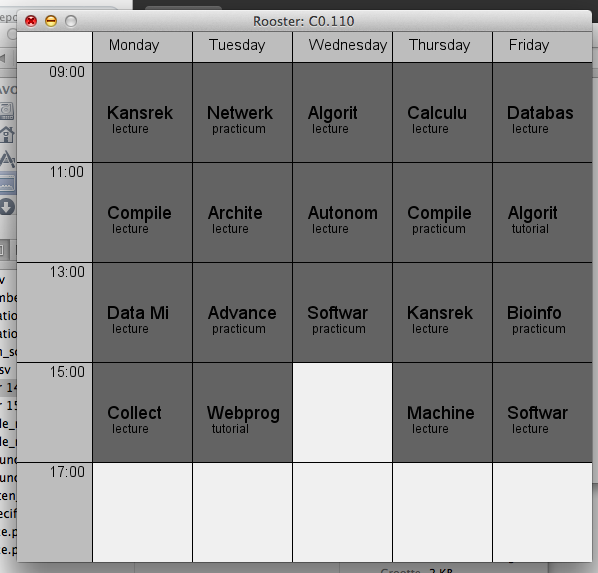 Rooster: C0.110
Monday Tuesday Wednesday Thursday Friday
09:00
Kansrek Netwerk Algorit Calculu Databas
lecture practicum lecture lecture lecture
11:00
Compile Archite Autonom Compile Algorit
lecture lecture lecture practicum tutorial
13:00
Data Mi Advance Softwar Kansrek Bioinfo
lecture practicum practicum lecture practicum
15:00
Collect Webprog Machine Softwar
lecture tutorial lecture lecture
17:00